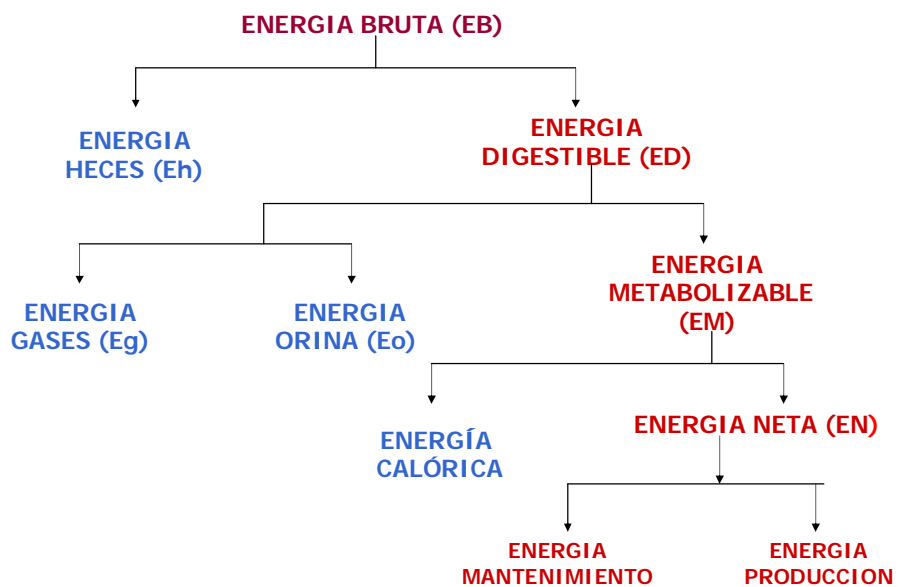 ENERGIA BRUTA (EB)
ENERGIA
HECES (Eh)
ENERGIA
DIGESTIBLE (ED)
ENERGIA
GASES (Eg)
ENERGIA
ORINA (Eo)
ENERGIA
METABOLIZABLE
(EM)
ENERGÍA
CALÓRICA
ENERGIA NETA (EN)
ENERGIA
MANTENIMIENTO
ENERGIA
PRODUCCION